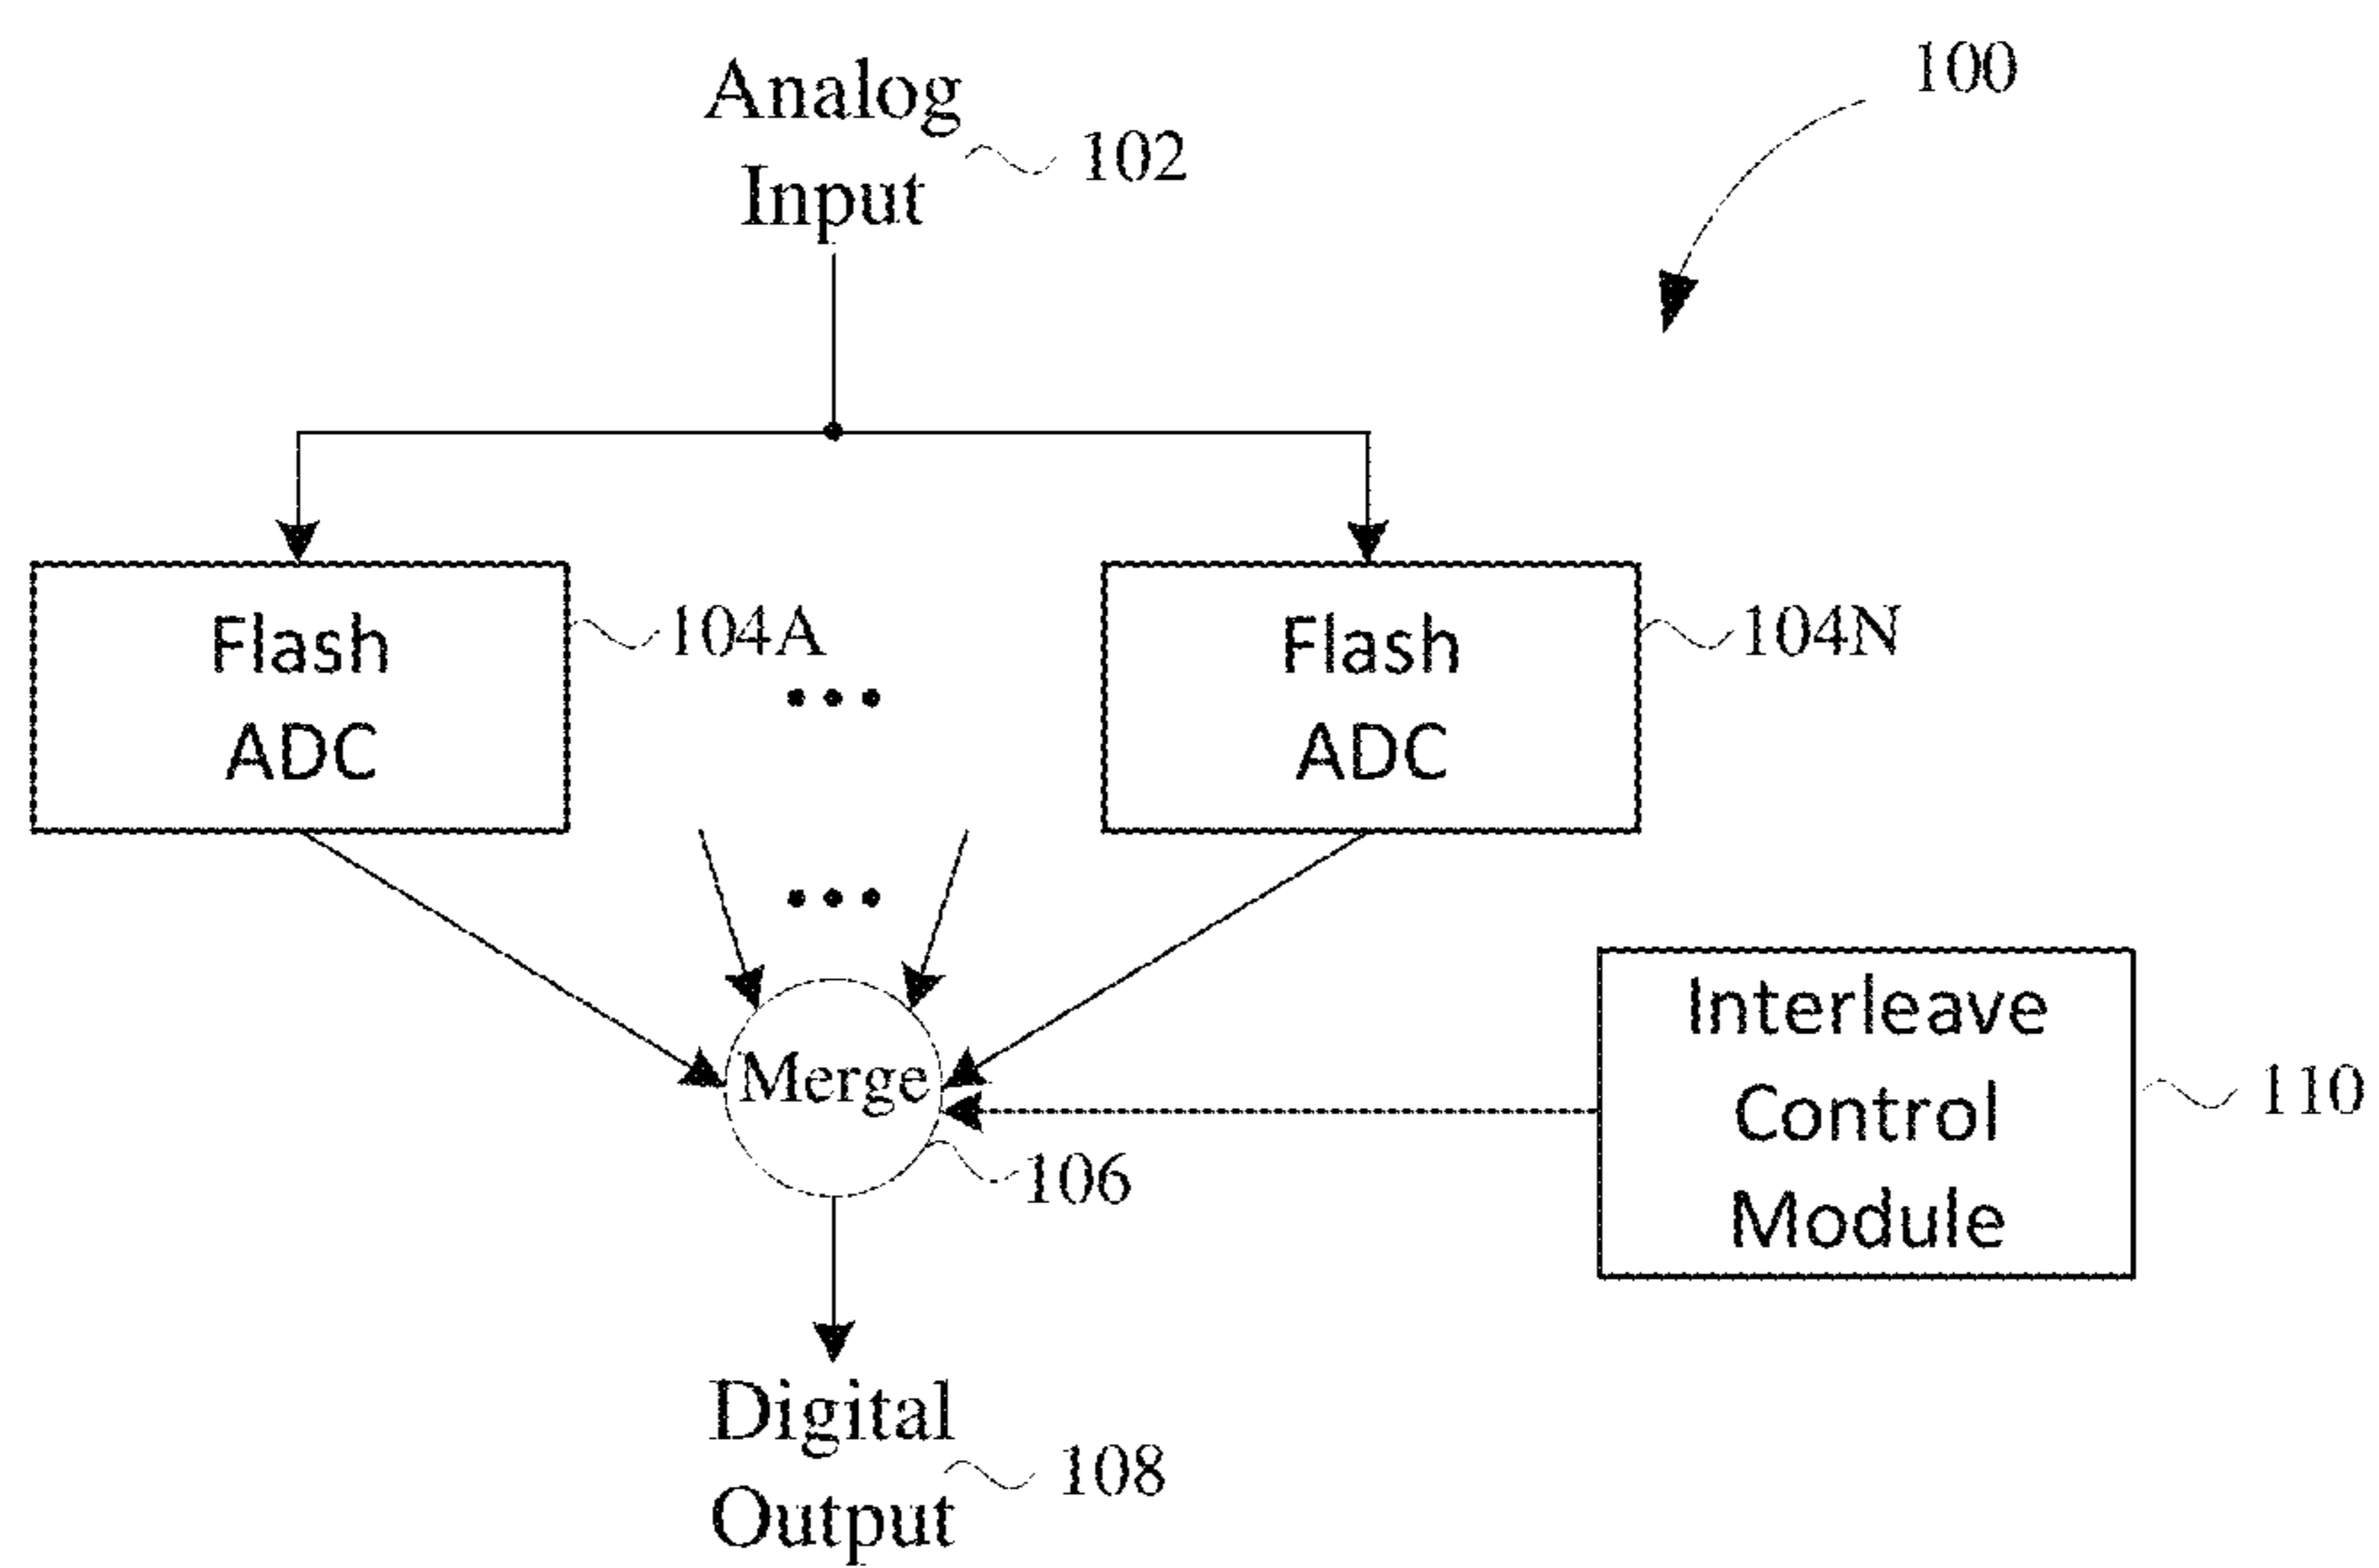 100
Analog
Input
102
Flash
ADC
104A
Flash
ADC
104N
Merge
106
Interleave
Control
Module
110
Digital
Output
108